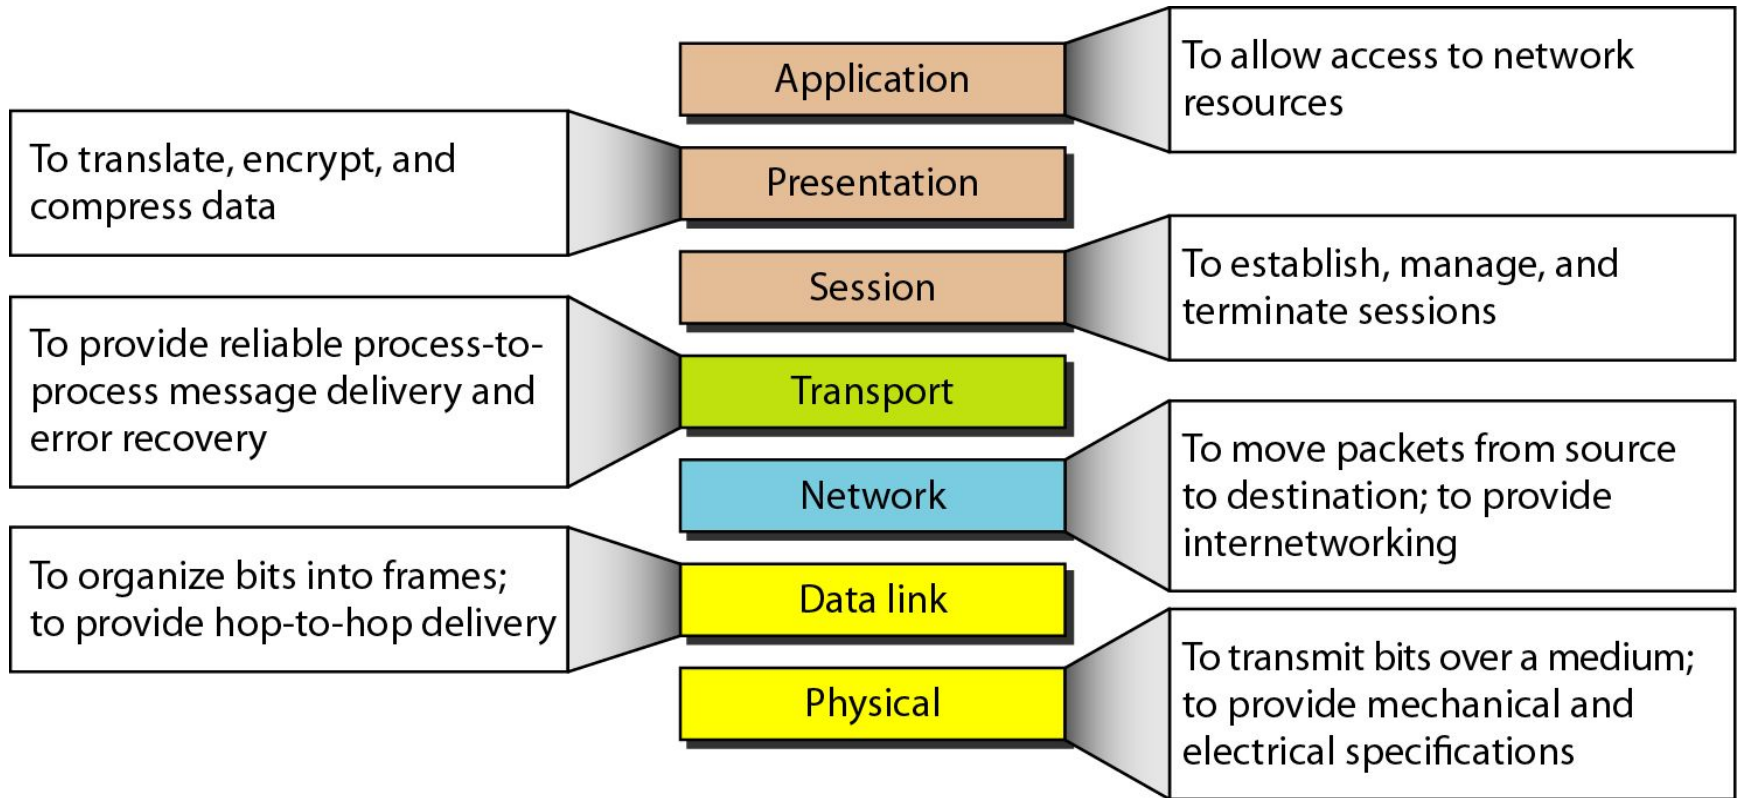 Application
To allow access to network
resources
To translate, encrypt, and
compress data
Presentation
Session
To establish, manage, and
terminate sessions
To provide reliable process-to-
process message delivery and
error recovery
Transport
Network
To move packets from source
to destination; to provide
internetworking
To organize bits into frames;
to provide hop-to-hop delivery
Data link
Physical
To transmit bits over a medium;
to provide mechanical and
electrical specifications